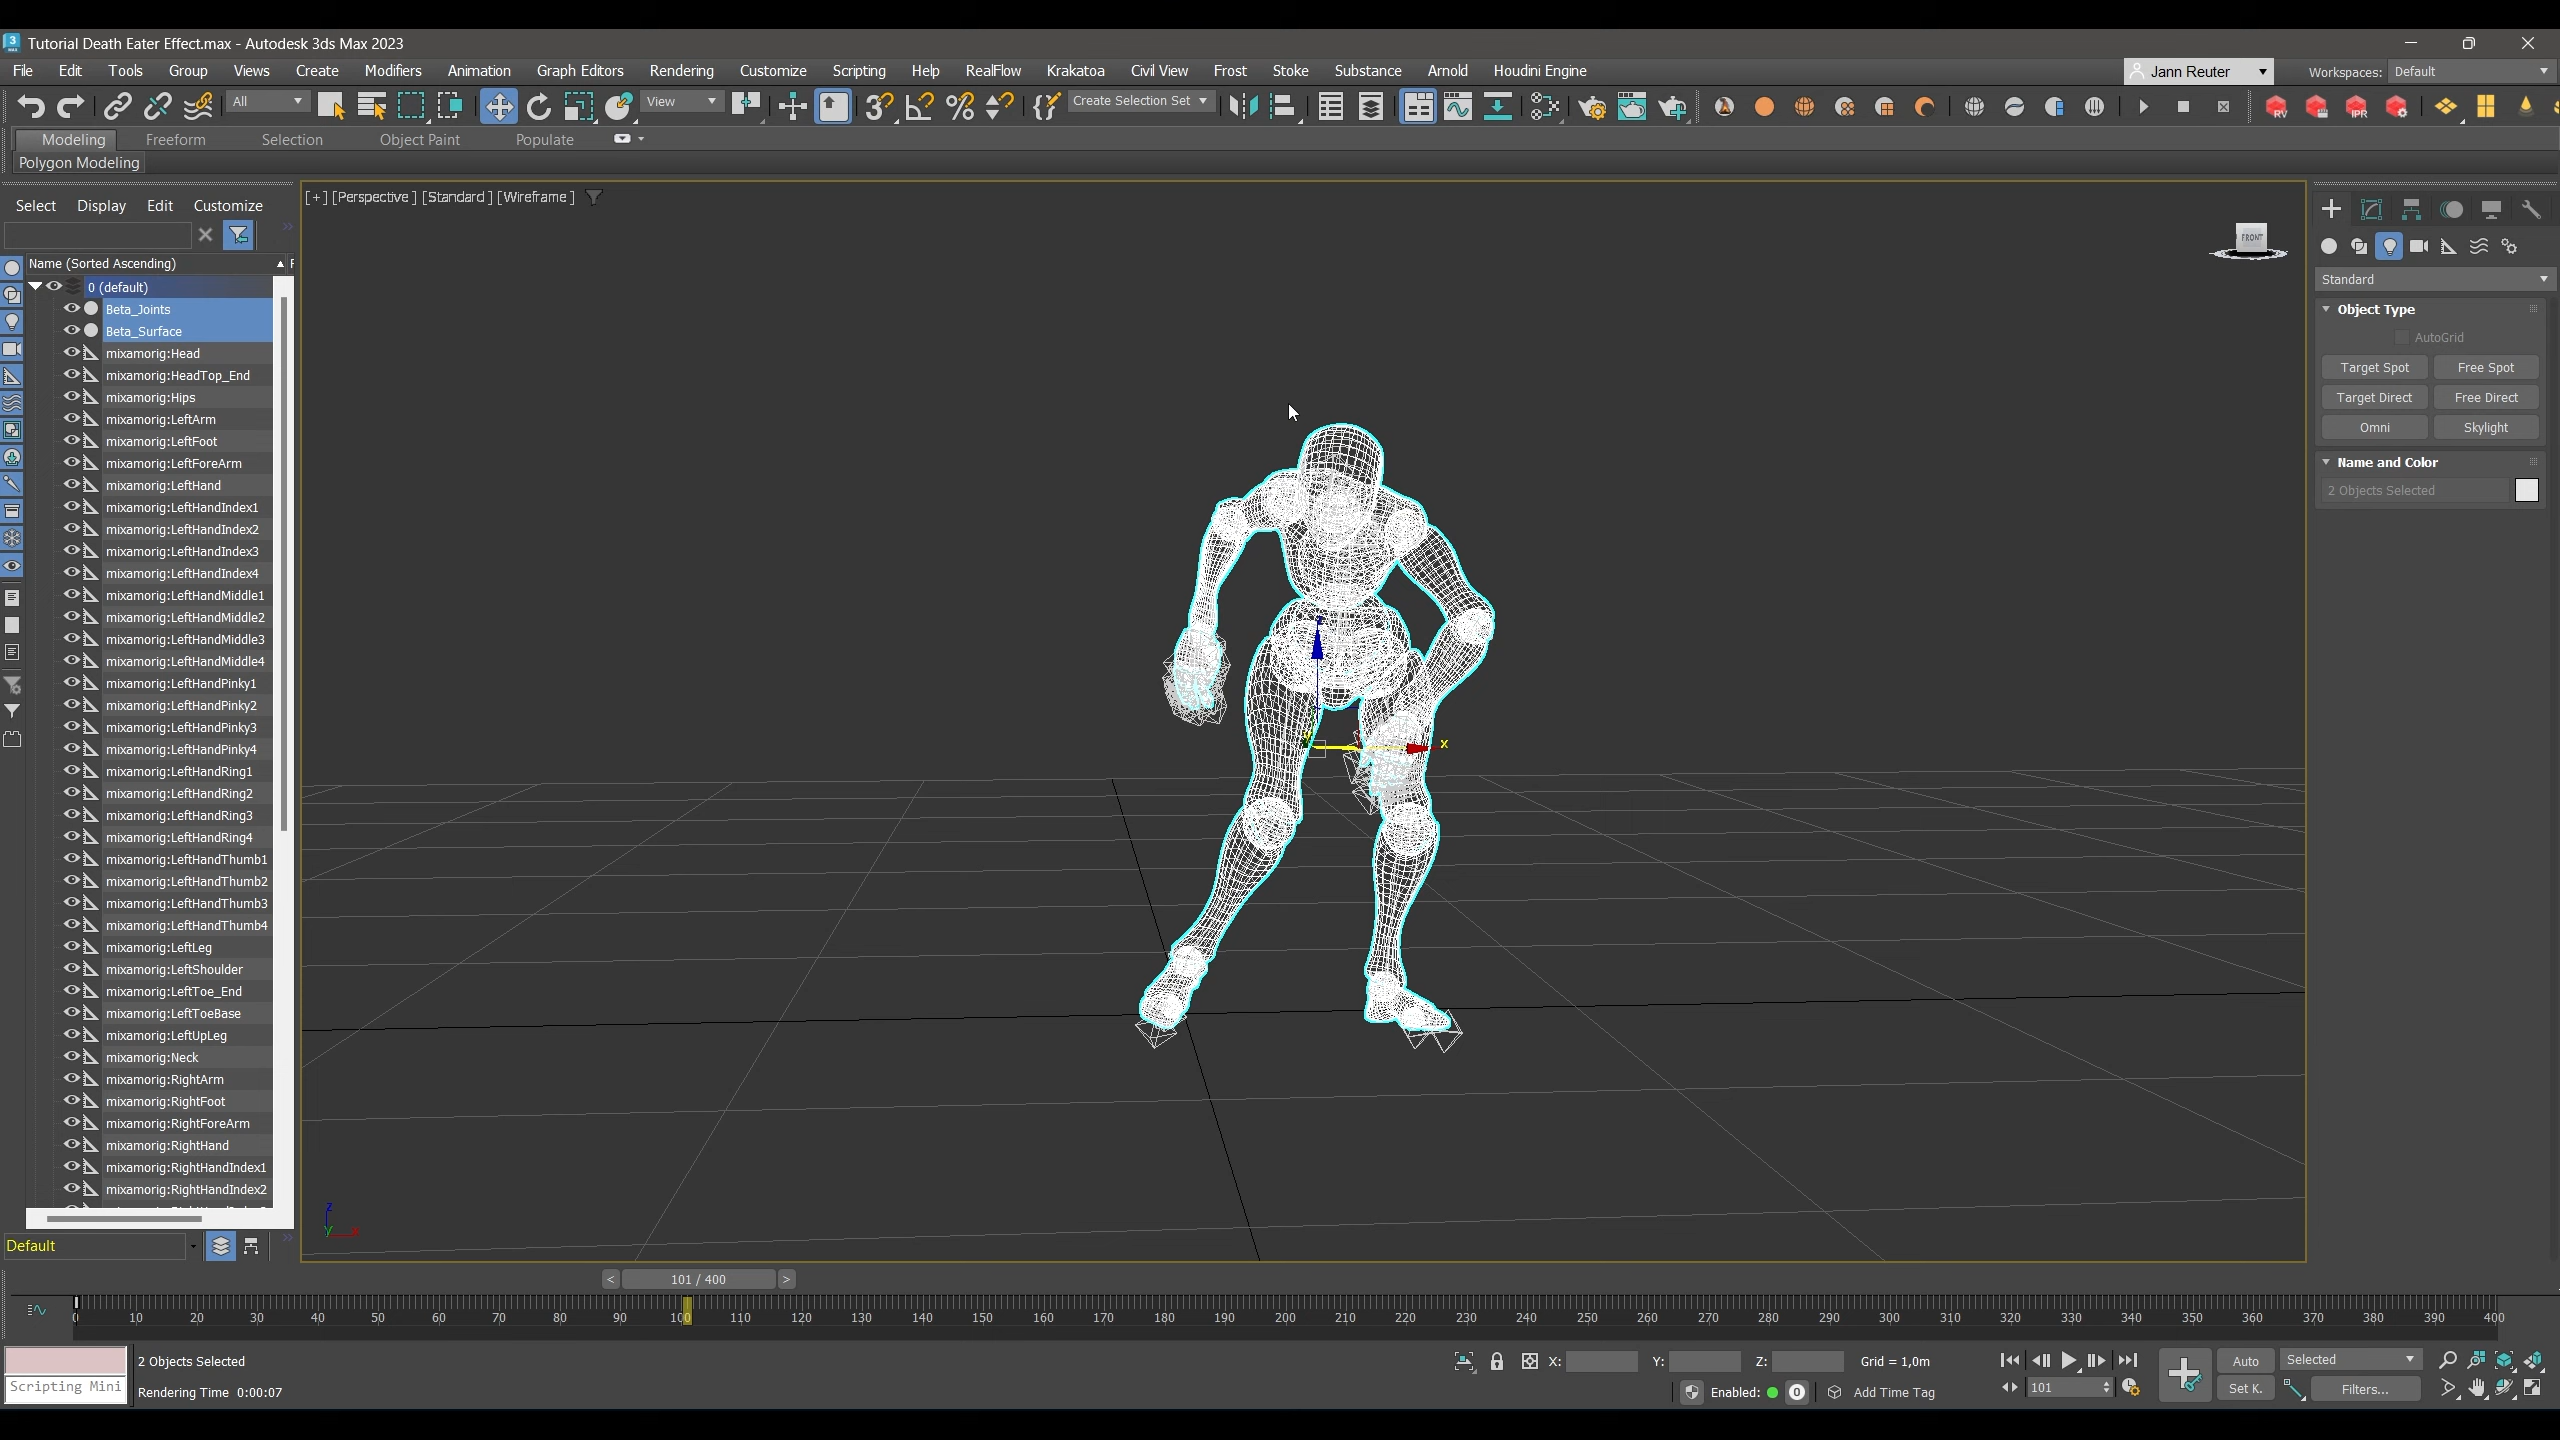 Tutorial Death Eater Effect.max - Autodesk 3ds Max 2023
File Edit Tools Group Views Create Modifiers Animation Graph Editors Rendering Customize Scripting Help RealFlow Krakatoa Civil View Frost Stoke Substance Arnold Houdini Engine
Jann Reuter Workspaces: Default
All View Create Selection Set
Modeling Freeform Selection Object Paint Populate
Polygon Modeling
Select Display Edit Customize
[+] [Perspective] [Standard] [Wireframe]
FRONT
Name (Sorted Ascending)
0 (default)
Beta_Joints
Beta_Surface
mixamorig:Head
mixamorig:HeadTop_End
mixamorig:Hips
mixamorig:LeftArm
mixamorig:LeftFoot
mixamorig:LeftForeArm
mixamorig:LeftHand
mixamorig:LeftHandIndex1
mixamorig:LeftHandIndex2
mixamorig:LeftHandIndex3
mixamorig:LeftHandIndex4
mixamorig:LeftHandMiddle1
mixamorig:LeftHandMiddle2
mixamorig:LeftHandMiddle3
mixamorig:LeftHandMiddle4
mixamorig:LeftHandPinky1
mixamorig:LeftHandPinky2
mixamorig:LeftHandPinky3
mixamorig:LeftHandPinky4
mixamorig:LeftHandRing1
mixamorig:LeftHandRing2
mixamorig:LeftHandRing3
mixamorig:LeftHandRing4
mixamorig:LeftHandThumb1
mixamorig:LeftHandThumb2
mixamorig:LeftHandThumb3
mixamorig:LeftHandThumb4
mixamorig:LeftLeg
mixamorig:LeftShoulder
mixamorig:LeftToe_End
mixamorig:LeftToeBase
mixamorig:LeftUpLeg
mixamorig:Neck
mixamorig:RightArm
mixamorig:RightFoot
mixamorig:RightForeArm
mixamorig:RightHand
mixamorig:RightHandIndex1
mixamorig:RightHandIndex2
Default
x
z
y
Standard
Object Type
AutoGrid
Target Spot Free Spot
Target Direct Free Direct
Omni Skylight
Name and Color
2 Objects Selected
< 101 / 400 >
0 10 20 30 40 50 60 70 80 90 100 110 120 130 140 150 160 170 180 190 200 210 220 230 240 250 260 270 280 290 300 310 320 330 340 350 360 370 380 390 400
2 Objects Selected X: Y: Z: Grid = 1,0m Auto Selected
Scripting Mini Rendering Time 0:00:07 Enabled: 0 Add Time Tag 101 Set K. Filters...